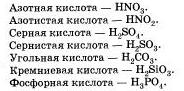 Азотная кислота — HNO₃.
Азотистая кислота — HNO₂.
Серная кислота — H₂SO₄.
Сернистая кислота — H₂SO₃.
Угольная кислота — H₂CO₃.
Кремниевая кислота — H₂SiO₃.
Фосфорная кислота — H₃PO₄.